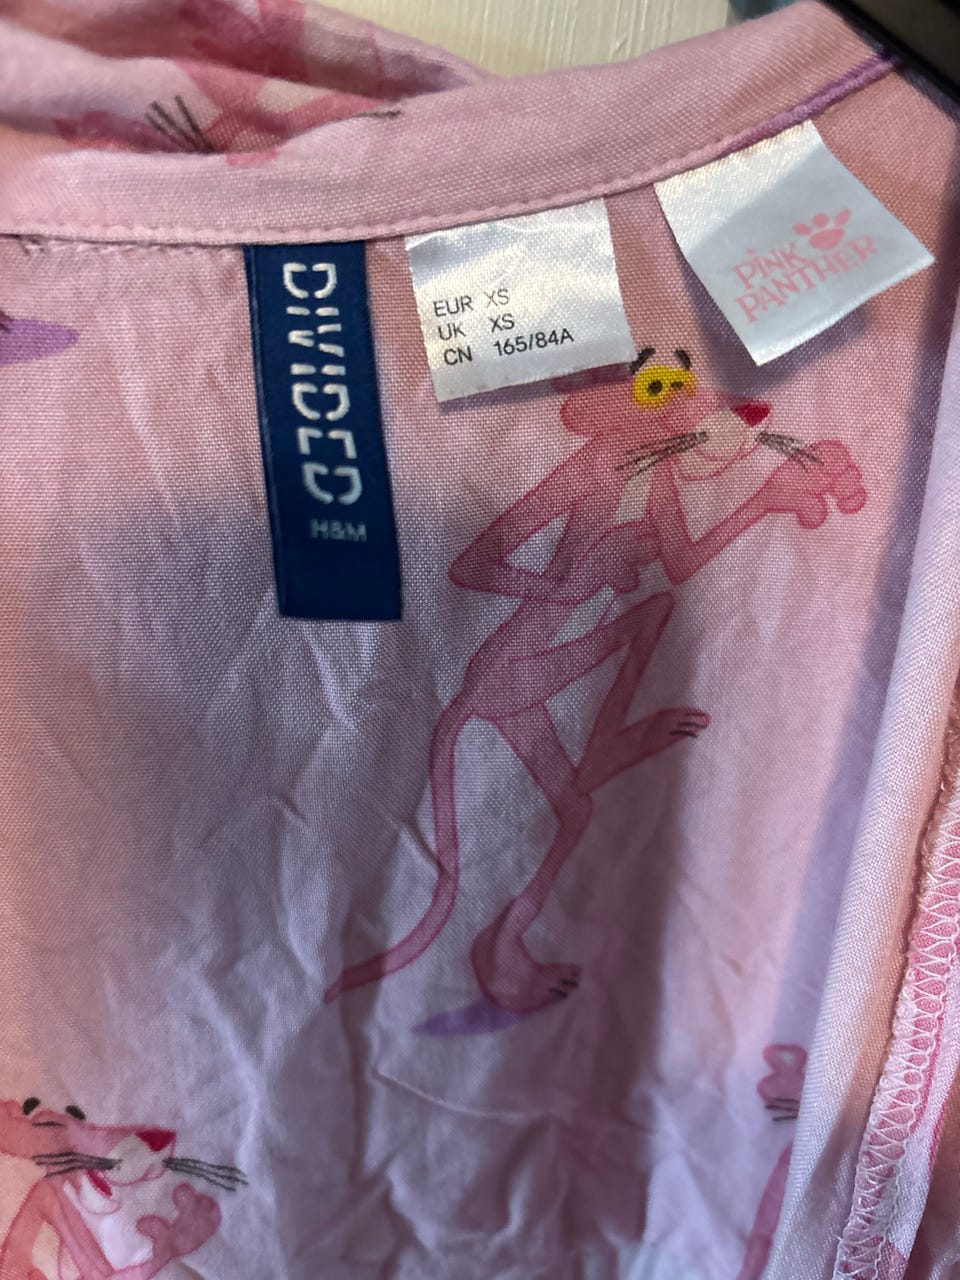 DIVIDED
H&M
EUR XS
UK XS
CN 165/84A
PINK
PANTHER